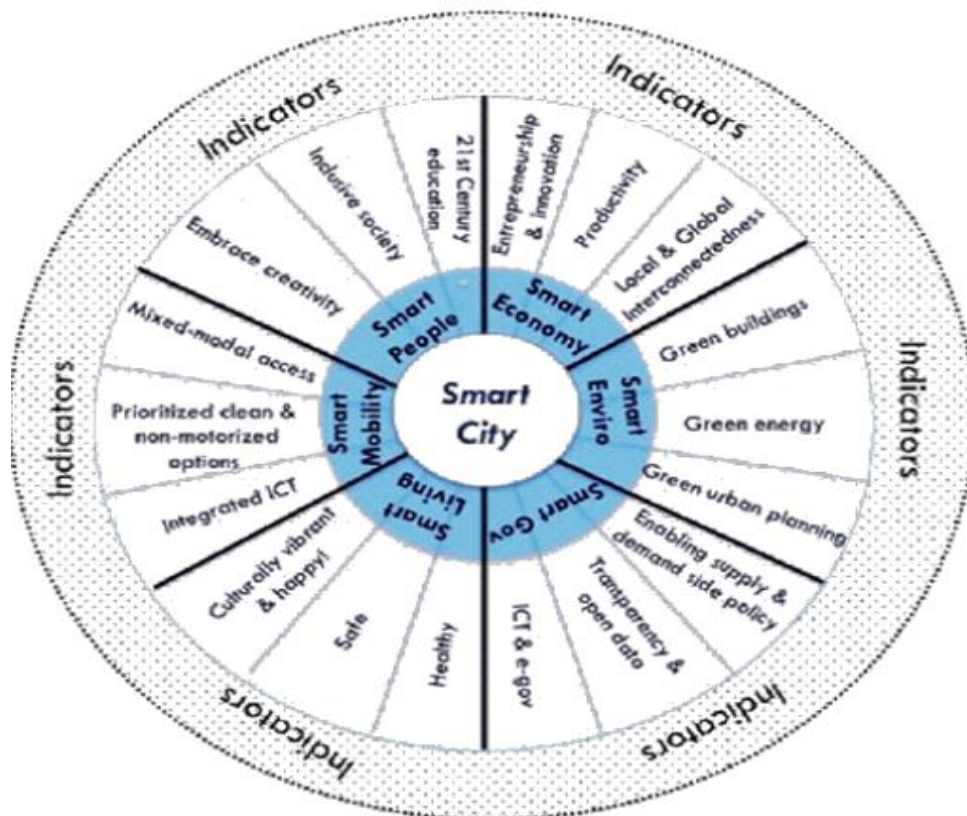 Smart
City
Smart
Economy
Entrepreneurship
& innovation
Productivity
Local & Global
Interconnectedness
Indicators
Smart
Enviro
Green buildings
Green energy
Green urban planning
Indicators
Smart Gov
Enabling supply &
demand side policy
Transparency &
open data
ICT & e-gov
Indicators
Smart
Living
Healthy
Safe
Culturally vibrant
& happy!
Indicators
Smart
Mobility
Integrated ICT
Prioritized clean &
non-motorized
options
Mixed-modal access
Indicators
Smart
People
Embrace creativity
Inclusive society
21st Century
education
Indicators